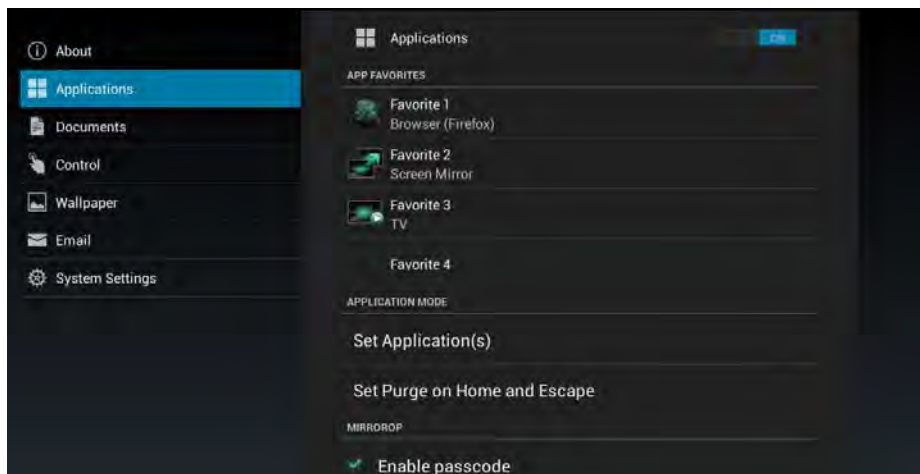 About
Applications
Documents
Control
Wallpaper
Email
System Settings
Applications
ON
APP FAVORITES
Favorite 1
Browser (Firefox)
Favorite 2
Screen Mirror
Favorite 3
TV
Favorite 4
APPLICATION MODE
Set Application(s)
Set Purge on Home and Escape
MIRROROP
Enable passcode